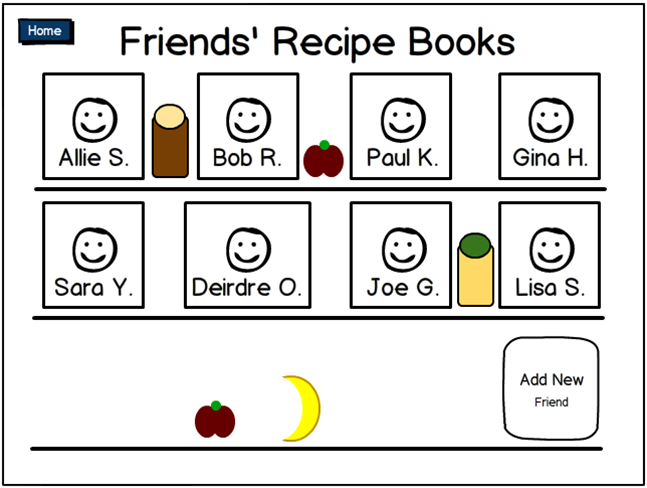 Home
Friends' Recipe Books
Allie S.
Bob R.
Paul K.
Gina H.
Sara Y.
Deirdre O.
Joe G.
Lisa S.
Add New
Friend